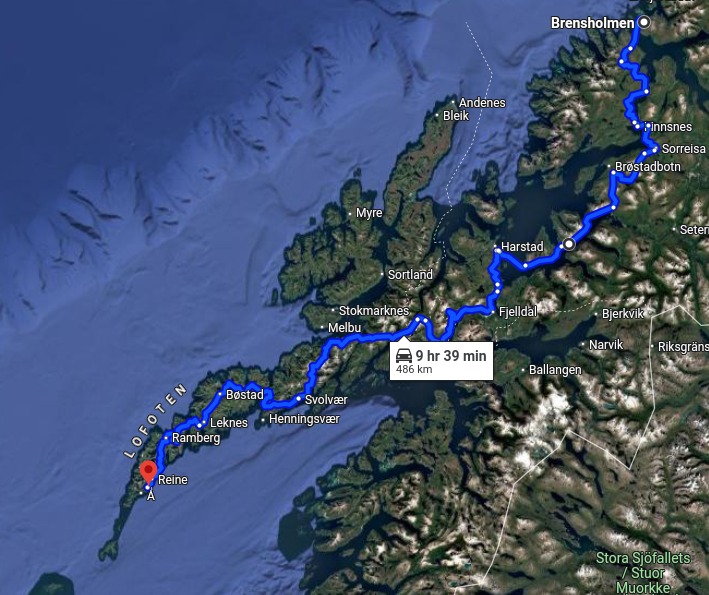 Brensholmen
Andenes
Bleik
Finnsnes
Sorreisa
Brøstadbotn
Myre
Seter
Harstad
Sortland
Stokmarknes
Melbu
Fjelldal
Bjerkvik
Narvik
Riksgräns
9 hr 39 min
486 km
Ballangen
LOFOTEN
Bøstad
Svolvær
Henningsvær
Leknes
Ramberg
Reine
Å
Stora Sjöfallets
/ Stuor
Muorkke